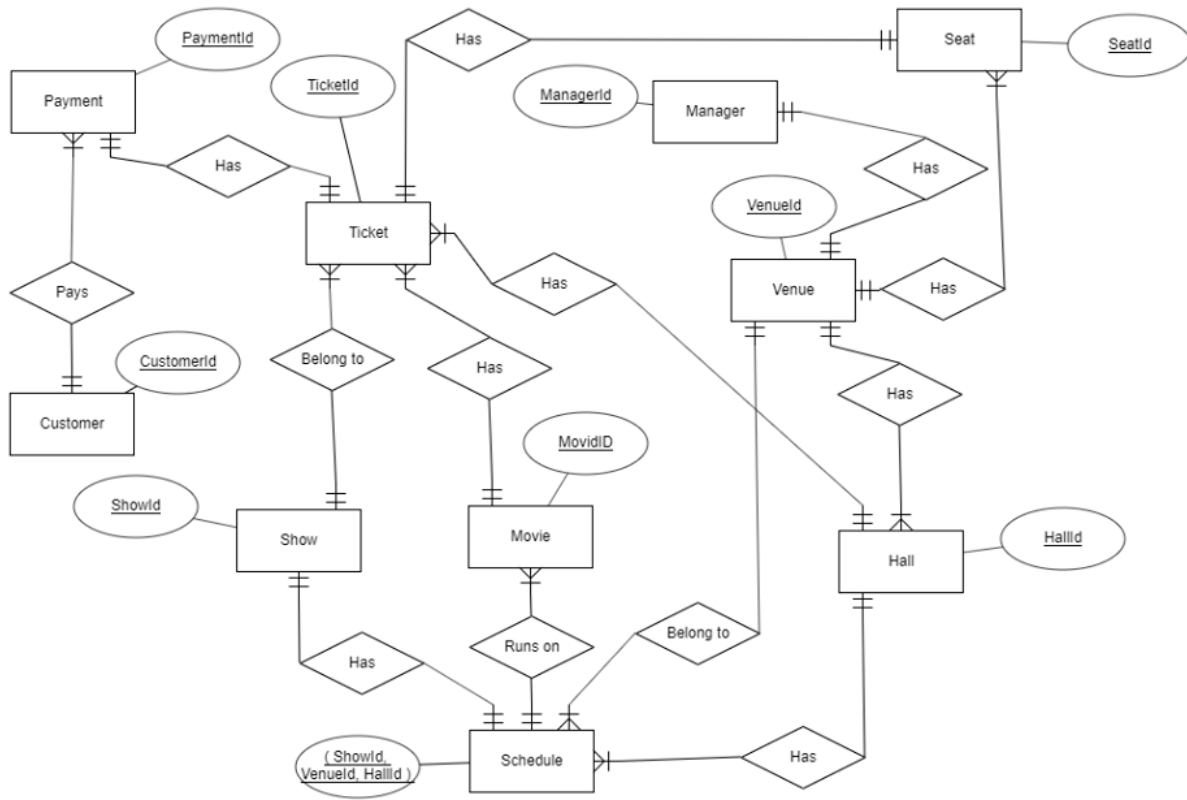 PaymentId
Has
Seat
SeatId
Payment
TicketId
ManagerId
Manager
Has
Has
VenueId
Ticket
Has
Venue
Has
Pays
CustomerId
Belong to
Has
Has
Customer
MovidID
ShowId
Show
Movie
Hall
HallId
Has
Runs on
Belong to
( ShowId,
VenueId, HallId )
Schedule
Has